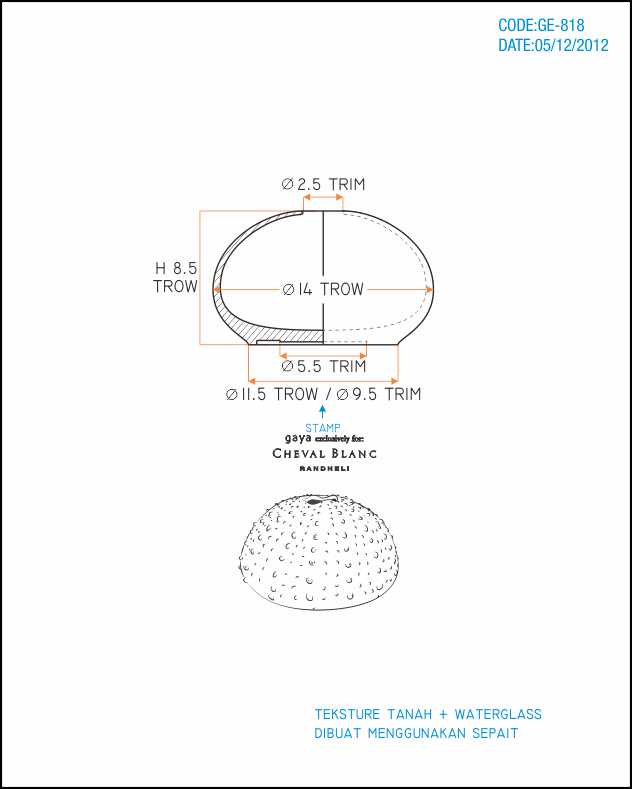 CODE:GE-818
DATE:05/12/2012
∅2.5 TRIM
H 8.5
TROW
∅14 TROW
∅5.5 TRIM
∅11.5 TROW / ∅9.5 TRIM
STAMP
gaya exclusively for:
CHEVAL BLANC
RANDHELI
TEKSTURE TANAH + WATERGLASS
DIBUAT MENGGUNAKAN SEPAIT